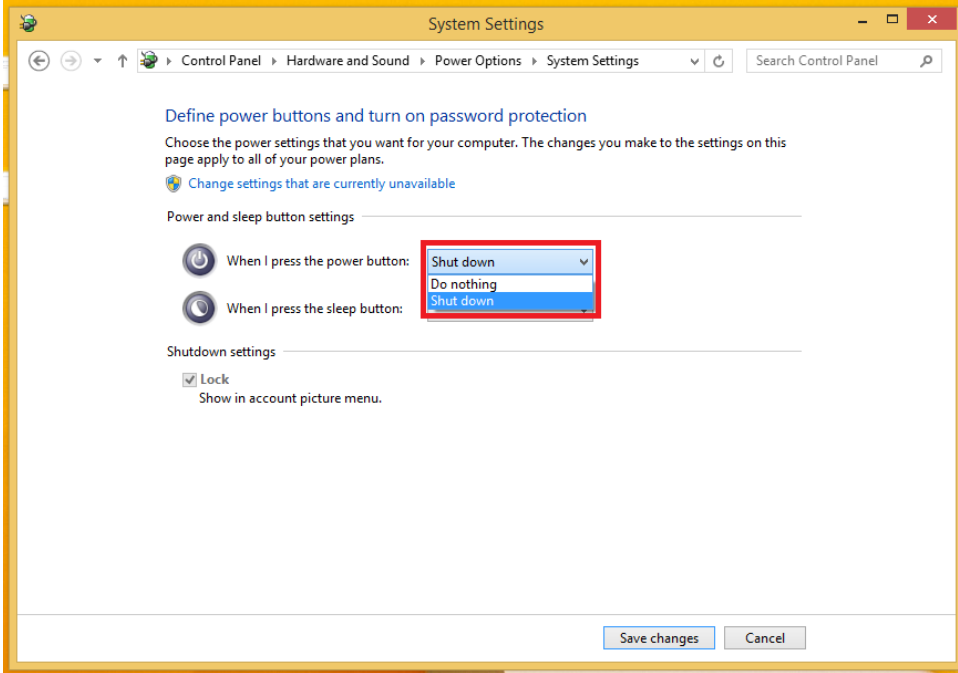 System Settings
Control Panel Hardware and Sound Power Options System Settings Search Control Panel
Define power buttons and turn on password protection
Choose the power settings that you want for your computer. The changes you make to the settings on this
page apply to all of your power plans.
Change settings that are currently unavailable
Power and sleep button settings
When I press the power button: Shut down
Do nothing
Shut down
When I press the sleep button:
Shutdown settings
Lock
Show in account picture menu.
Save changes Cancel